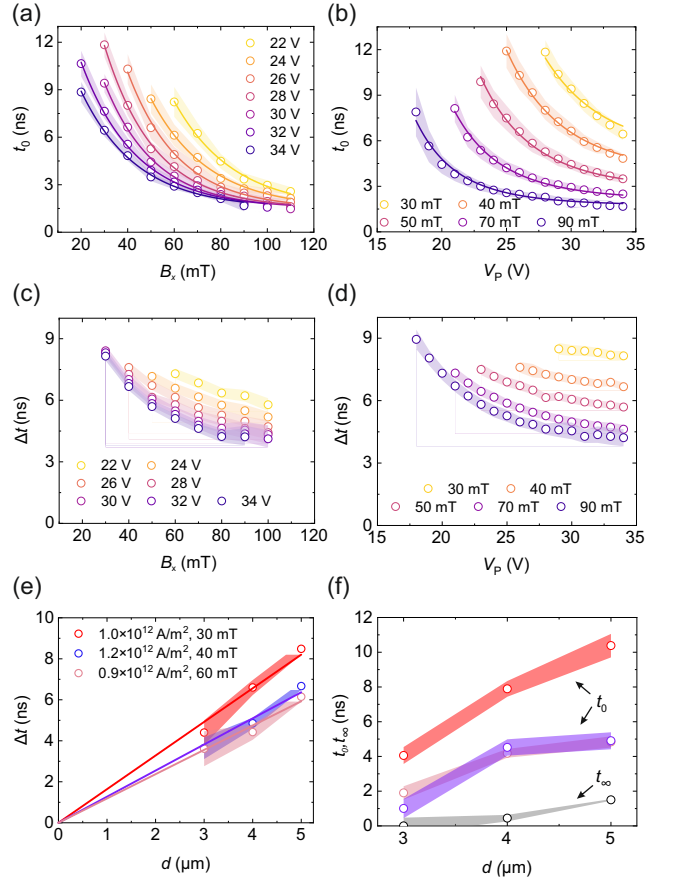 (a)
12
9
6
3
0
t₀ (ns)
22 V
24 V
26 V
28 V
30 V
32 V
34 V
20 40 60 80 100 120
Bₓ (mT)
(b)
12
9
6
3
0
t₀ (ns)
30 mT 40 mT
50 mT 70 mT 90 mT
15 20 25 30 35
V_P (V)
(c)
9
6
3
0
Δt (ns)
22 V 24 V
26 V 28 V
30 V 32 V 34 V
20 40 60 80 100 120
Bₓ (mT)
(d)
9
6
3
0
Δt (ns)
30 mT 40 mT
50 mT 70 mT 90 mT
15 20 25 30 35
V_P (V)
(e)
10
8
6
4
2
0
Δt (ns)
1.0×10¹² A/m², 30 mT
1.2×10¹² A/m², 40 mT
0.9×10¹² A/m², 60 mT
0 1 2 3 4 5
d (µm)
(f)
12
10
8
6
4
2
0
t₀, t∞ (ns)
t₀
t∞
3 4 5
d (µm)